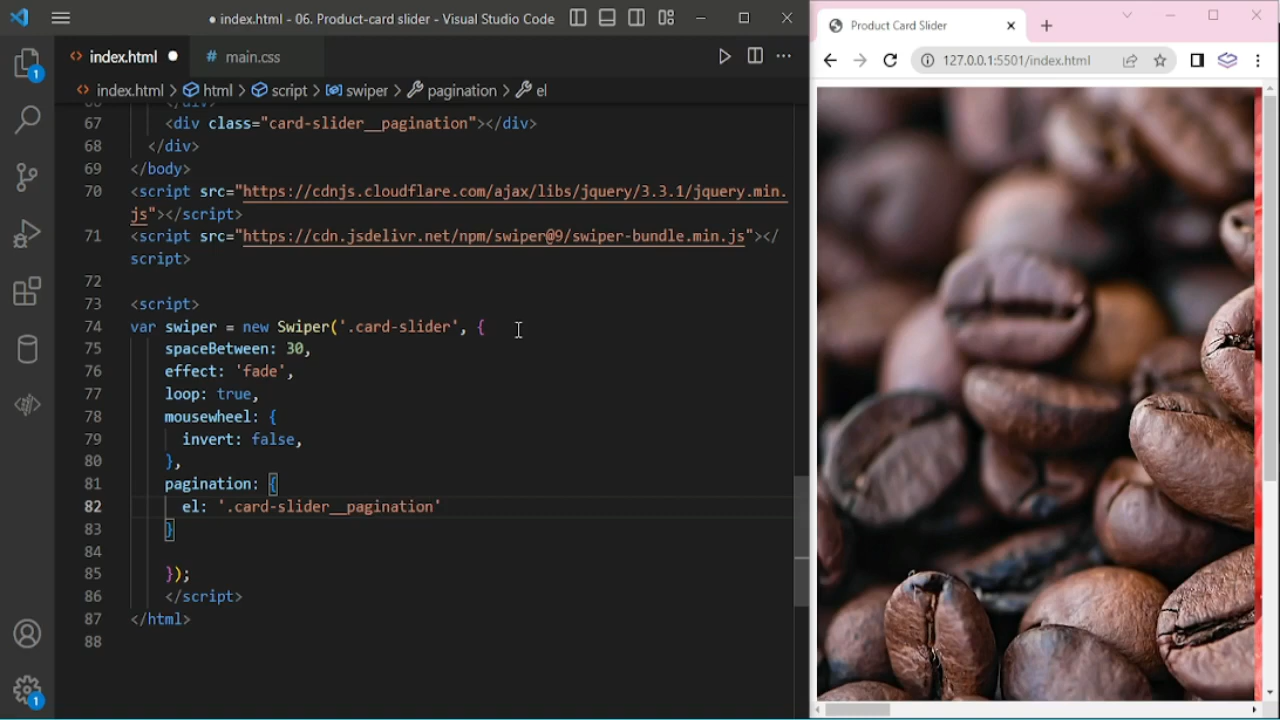 index.html - 06. Product-card slider - Visual Studio Code
index.html
main.css
index.html > html > script > swiper > pagination > el
67 <div class="card-slider__pagination"></div>
68 </div>
69 </body>
70 <script src="https://cdnjs.cloudflare.com/ajax/libs/jquery/3.3.1/jquery.min.
js"></script>
71 <script src="https://cdn.jsdelivr.net/npm/swiper@9/swiper-bundle.min.js"></
script>
72
73 <script>
74 var swiper = new Swiper('.card-slider', {
75 spaceBetween: 30,
76 effect: 'fade',
77 loop: true,
78 mousewheel: {
79 invert: false,
80 },
81 pagination: {
82 el: '.card-slider__pagination'
83 }
84
85 });
86 </script>
87 </html>
88
1
1
Product Card Slider
127.0.0.1:5501/index.html